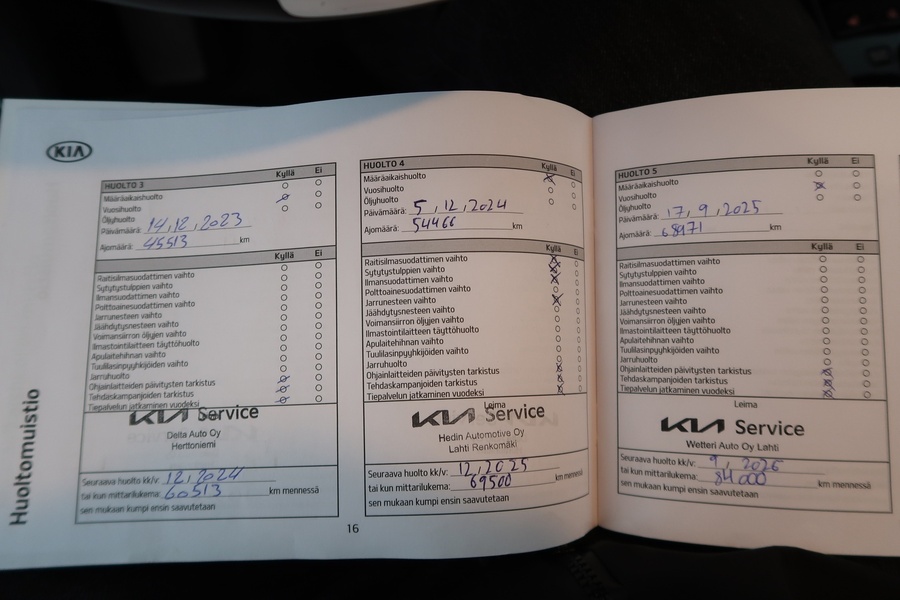 KIA
Huoltomuistio
HUOLTO 3 Kyllä Ei
Määräaikaishuolto
Vuosihuolto
Öljyhuolto
Päivämäärä: 14,12,2023
Ajomäärä: 45513 km
Kyllä Ei
Raitisilmasuodattimen vaihto
Sytytystulppien vaihto
Ilmansuodattimen vaihto
Polttoainesuodattimen vaihto
Jarrunesteen vaihto
Jäähdytysnesteen vaihto
Voimansiirron öljyjen vaihto
Ilmastointilaitteen täyttöhuolto
Apulaitehihnan vaihto
Tuulilasinpyyhkijöiden vaihto
Jarruhuolto
Ohjainlaitteiden päivitysten tarkistus
Tehdaskampanjoiden tarkistus
Tiepalvelun jatkaminen vuodeksi
KIA Service
Delta Auto Oy
Herttoniemi
Seuraava huolto kk/v: 12,2024
tai kun mittarilukema: 60513 km mennessä
sen mukaan kumpi ensin saavutetaan
HUOLTO 4 Kyllä Ei
Määräaikaishuolto
Vuosihuolto
Öljyhuolto
Päivämäärä: 5,12,2024
Ajomäärä: 54466 km
Kyllä Ei
Raitisilmasuodattimen vaihto
Sytytystulppien vaihto
Ilmansuodattimen vaihto
Polttoainesuodattimen vaihto
Jarrunesteen vaihto
Jäähdytysnesteen vaihto
Voimansiirron öljyjen vaihto
Ilmastointilaitteen täyttöhuolto
Apulaitehihnan vaihto
Tuulilasinpyyhkijöiden vaihto
Jarruhuolto
Ohjainlaitteiden päivitysten tarkistus
Tehdaskampanjoiden tarkistus
Tiepalvelun jatkaminen vuodeksi
Leima
KIA Service
Hedin Automotive Oy
Lahti Renkomäki
Seuraava huolto kk/v: 12,2025
tai kun mittarilukema: 69500 km mennessä
sen mukaan kumpi ensin saavutetaan
16
HUOLTO 5 Kyllä Ei
Määräaikaishuolto
Vuosihuolto
Öljyhuolto
Päivämäärä: 17,9,2025
Ajomäärä: 68971 km
Kyllä Ei
Raitisilmasuodattimen vaihto
Sytytystulppien vaihto
Ilmansuodattimen vaihto
Polttoainesuodattimen vaihto
Jarrunesteen vaihto
Jäähdytysnesteen vaihto
Voimansiirron öljyjen vaihto
Ilmastointilaitteen täyttöhuolto
Apulaitehihnan vaihto
Tuulilasinpyyhkijöiden vaihto
Jarruhuolto
Ohjainlaitteiden päivitysten tarkistus
Tehdaskampanjoiden tarkistus
Tiepalvelun jatkaminen vuodeksi
Leima
KIA Service
Wetteri Auto Oy Lahti
Seuraava huolto kk/v: 9, 2026
tai kun mittarilukema: 84000 km mennessä
sen mukaan kumpi ensin saavutetaan